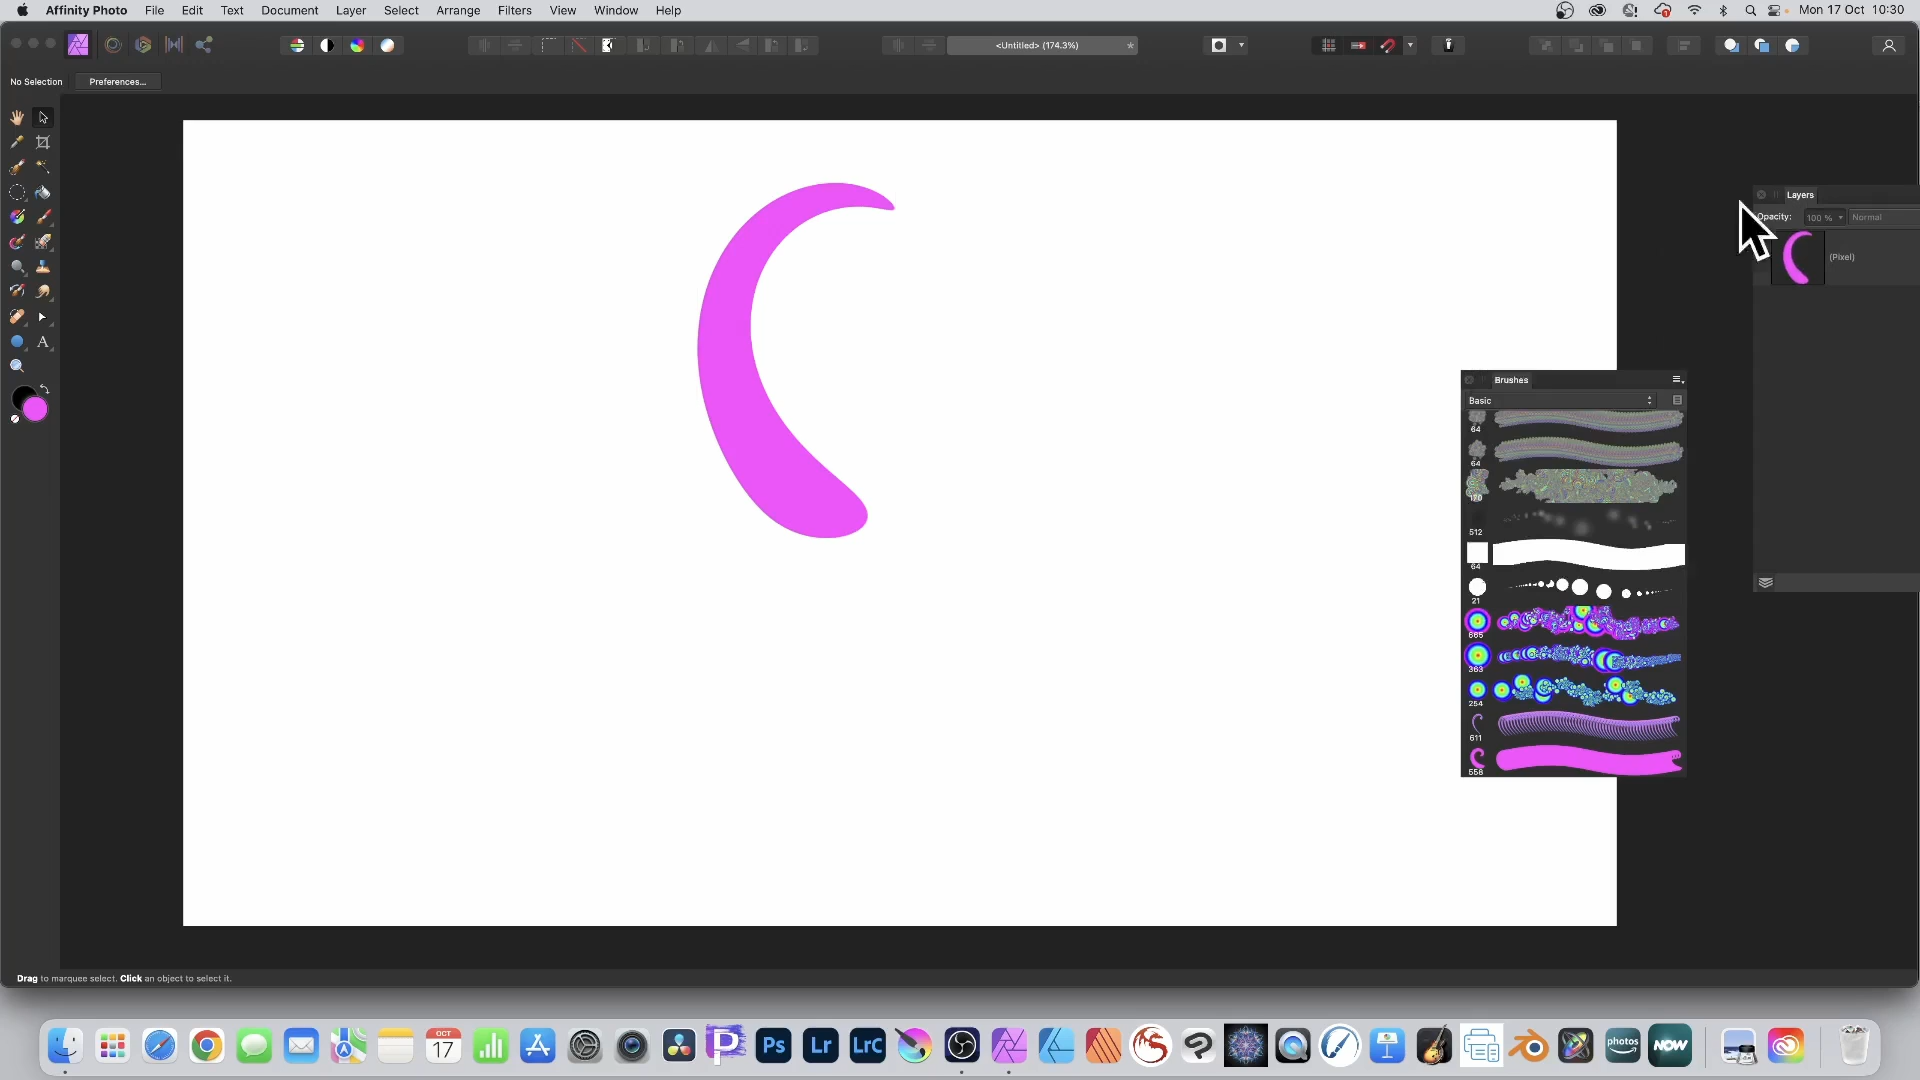 Affinity Photo File Edit Text Document Layer Select Arrange Filters View Window Help Mon 17 Oct 10:30
<Untitled> (174.3%) *
No Selection Preferences...
Layers
Opacity: 100 % Normal
(Pixel)
A
Brushes
Basic
64
64
120
512
64
21
665
363
254
611
558
Drag to marquee select. Click an object to select it.
OCT
17
P
Ps
Lr
LrC
photos
NOW